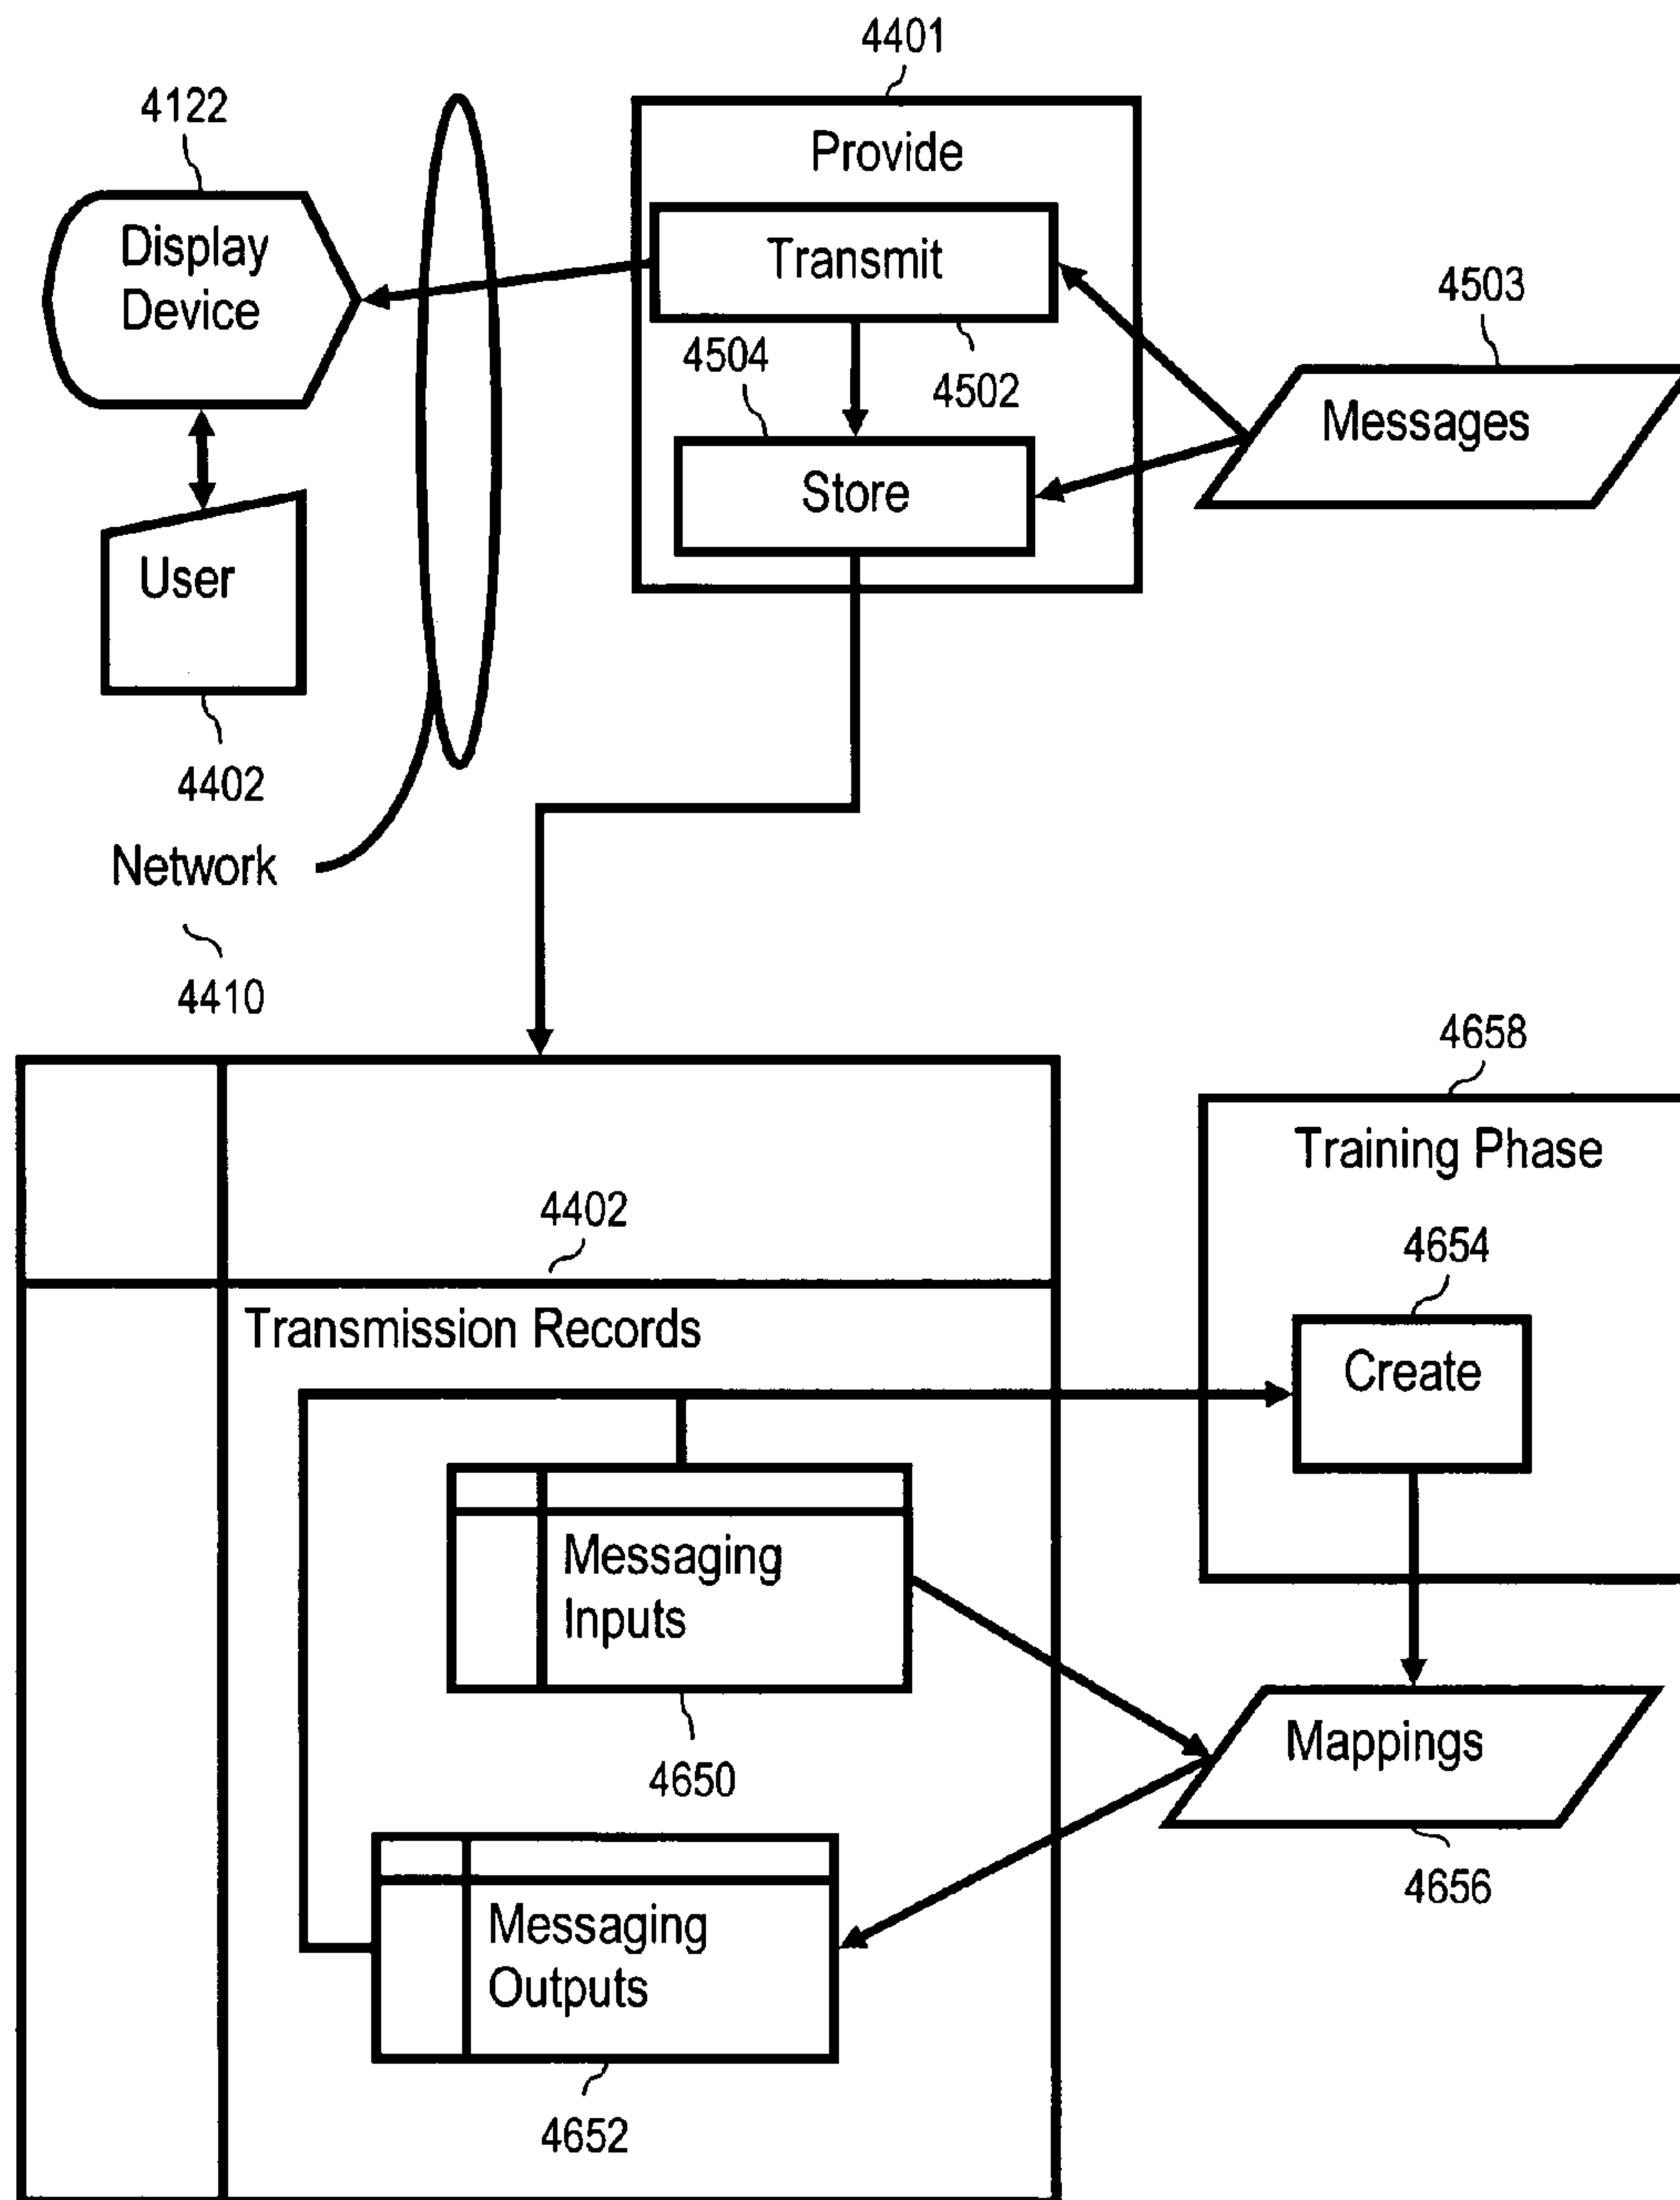 4401
4122
Provide
Display
Device
Transmit
4503
4504
4502
Messages
Store
User
4402
Network
4410
4658
Training Phase
4402
4654
Transmission Records
Create
Messaging
Inputs
4650
Mappings
4656
Messaging
Outputs
4652